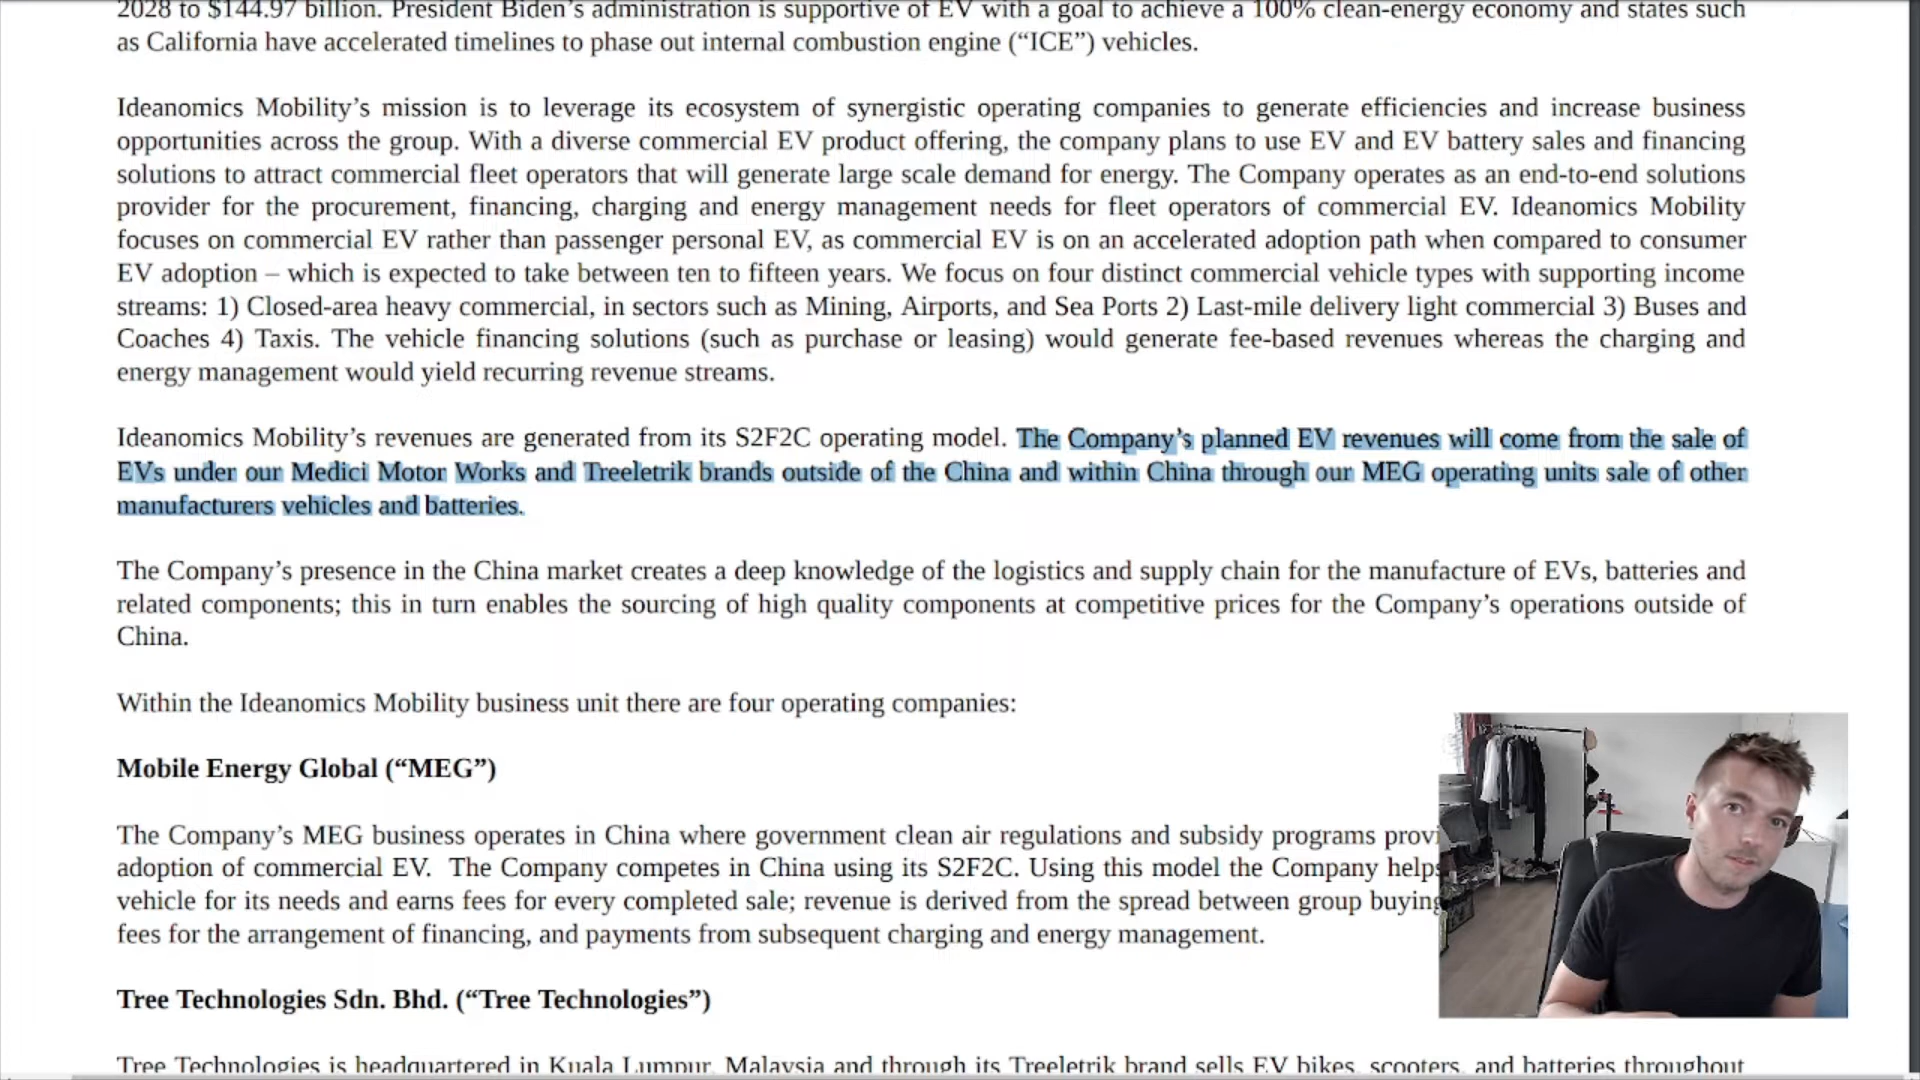 2028 to $144.97 billion. President Biden’s administration is supportive of EV with a goal to achieve a 100% clean-energy economy and states such
as California have accelerated timelines to phase out internal combustion engine (“ICE”) vehicles.
Ideanomics Mobility’s mission is to leverage its ecosystem of synergistic operating companies to generate efficiencies and increase business
opportunities across the group. With a diverse commercial EV product offering, the company plans to use EV and EV battery sales and financing
solutions to attract commercial fleet operators that will generate large scale demand for energy. The Company operates as an end-to-end solutions
provider for the procurement, financing, charging and energy management needs for fleet operators of commercial EV. Ideanomics Mobility
focuses on commercial EV rather than passenger personal EV, as commercial EV is on an accelerated adoption path when compared to consumer
EV adoption – which is expected to take between ten to fifteen years. We focus on four distinct commercial vehicle types with supporting income
streams: 1) Closed-area heavy commercial, in sectors such as Mining, Airports, and Sea Ports 2) Last-mile delivery light commercial 3) Buses and
Coaches 4) Taxis. The vehicle financing solutions (such as purchase or leasing) would generate fee-based revenues whereas the charging and
energy management would yield recurring revenue streams.
Ideanomics Mobility’s revenues are generated from its S2F2C operating model. The Company’s planned EV revenues will come from the sale of
EVs under our Medici Motor Works and Treeletrik brands outside of the China and within China through our MEG operating units sale of other
manufacturers vehicles and batteries.
The Company’s presence in the China market creates a deep knowledge of the logistics and supply chain for the manufacture of EVs, batteries and
related components; this in turn enables the sourcing of high quality components at competitive prices for the Company’s operations outside of
China.
Within the Ideanomics Mobility business unit there are four operating companies:
Mobile Energy Global (“MEG”)
The Company’s MEG business operates in China where government clean air regulations and subsidy programs provi
adoption of commercial EV. The Company competes in China using its S2F2C. Using this model the Company helps
vehicle for its needs and earns fees for every completed sale; revenue is derived from the spread between group buying
fees for the arrangement of financing, and payments from subsequent charging and energy management.
Tree Technologies Sdn. Bhd. (“Tree Technologies”)
Tree Technologies is headquartered in Kuala Lumpur, Malaysia and through its Treeletrik brand sells EV bikes, scooters, and batteries throughout